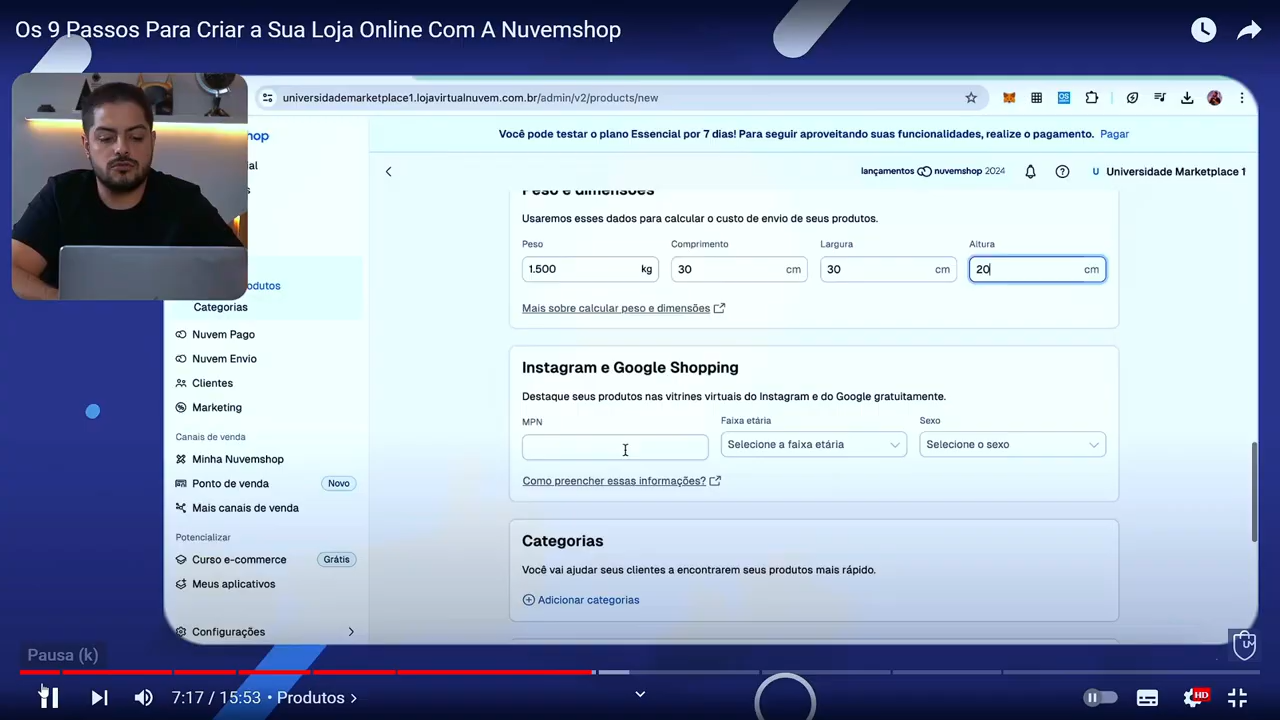 Os 9 Passos Para Criar a Sua Loja Online Com A Nuvemshop
universidademarketplace1.lojavirtualnuvem.com.br/admin/v2/products/new
Você pode testar o plano Essencial por 7 dias! Para seguir aproveitando suas funcionalidades, realize o pagamento. Pagar
lançamentos nuvemshop 2024
U Universidade Marketplace 1
Categorias
Nuvem Pago
Nuvem Envio
Clientes
Marketing
Canais de venda
Minha Nuvemshop
Ponto de venda Novo
Mais canais de venda
Potencializar
Curso e-commerce Grátis
Meus aplicativos
Configurações
Peso e dimensões
Usaremos esses dados para calcular o custo de envio de seus produtos.
Peso Comprimento Largura Altura
1.500 kg 30 cm 30 cm 20 cm
Mais sobre calcular peso e dimensões
Instagram e Google Shopping
Destaque seus produtos nas vitrines virtuais do Instagram e do Google gratuitamente.
MPN Faixa etária Sexo
Selecione a faixa etária Selecione o sexo
Como preencher essas informações?
Categorias
Você vai ajudar seus clientes a encontrarem seus produtos mais rápido.
Adicionar categorias
Pausa (k)
7:17 / 15:53 • Produtos
HD